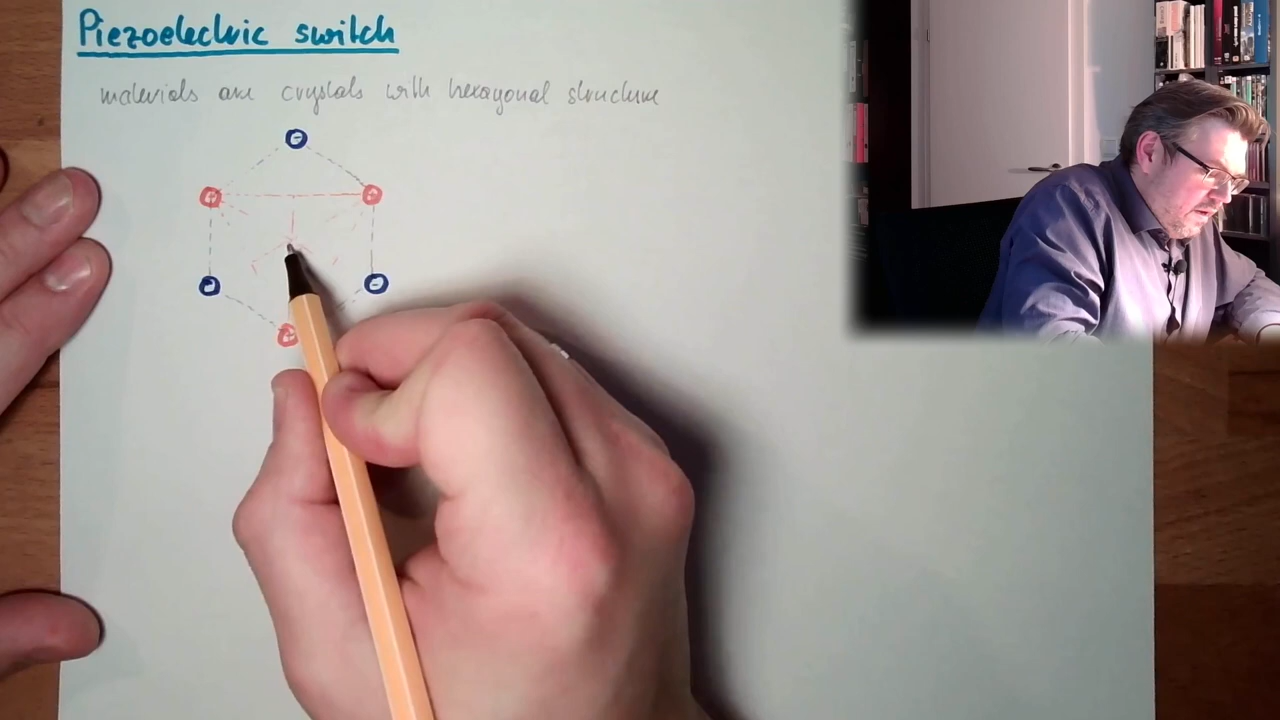 Piezoelectric switch
materials are crystals with hexagonal structure